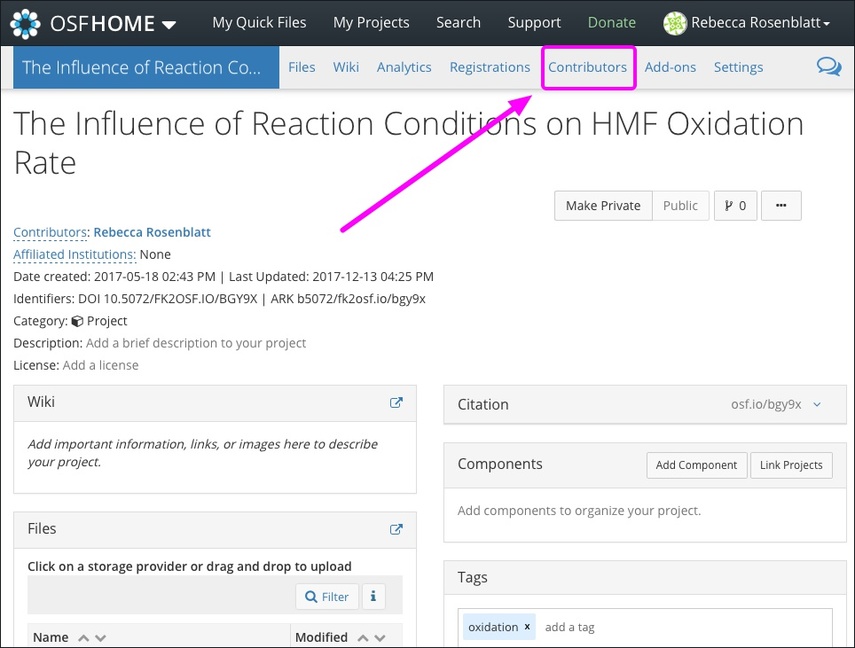 OSFHOME My Quick Files My Projects Search Support Donate Rebecca Rosenblatt
The Influence of Reaction Co... Files Wiki Analytics Registrations Contributors Add-ons Settings
The Influence of Reaction Conditions on HMF Oxidation
Rate
Make Private Public 0 ...
Contributors: Rebecca Rosenblatt
Affiliated Institutions: None
Date created: 2017-05-18 02:43 PM | Last Updated: 2017-12-13 04:25 PM
Identifiers: DOI 10.5072/FK2OSF.IO/BGY9X | ARK b5072/fk2osf.io/bgy9x
Category: Project
Description: Add a brief description to your project
License: Add a license
Wiki
Add important information, links, or images here to describe
your project.
Files
Click on a storage provider or drag and drop to upload
Filter i
Name Modified
Citation osf.io/bgy9x
Components Add Component Link Projects
Add components to organize your project.
Tags
oxidation x add a tag